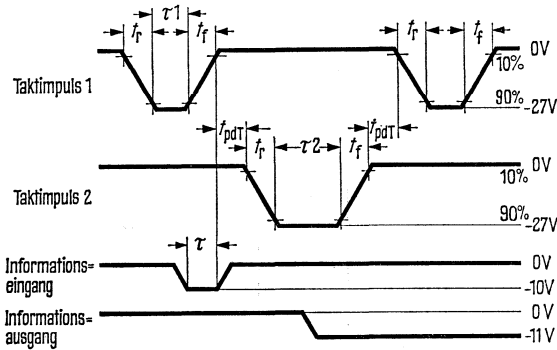 τ1
tr
tf
tr
tf
0V
10%
Taktimpuls 1
90%
-27V
tpdT
tr
τ2
tf
tpdT
0V
10%
Taktimpuls 2
90%
-27V
τ
Informations=
eingang
0V
-10V
Informations=
ausgang
0V
-11V